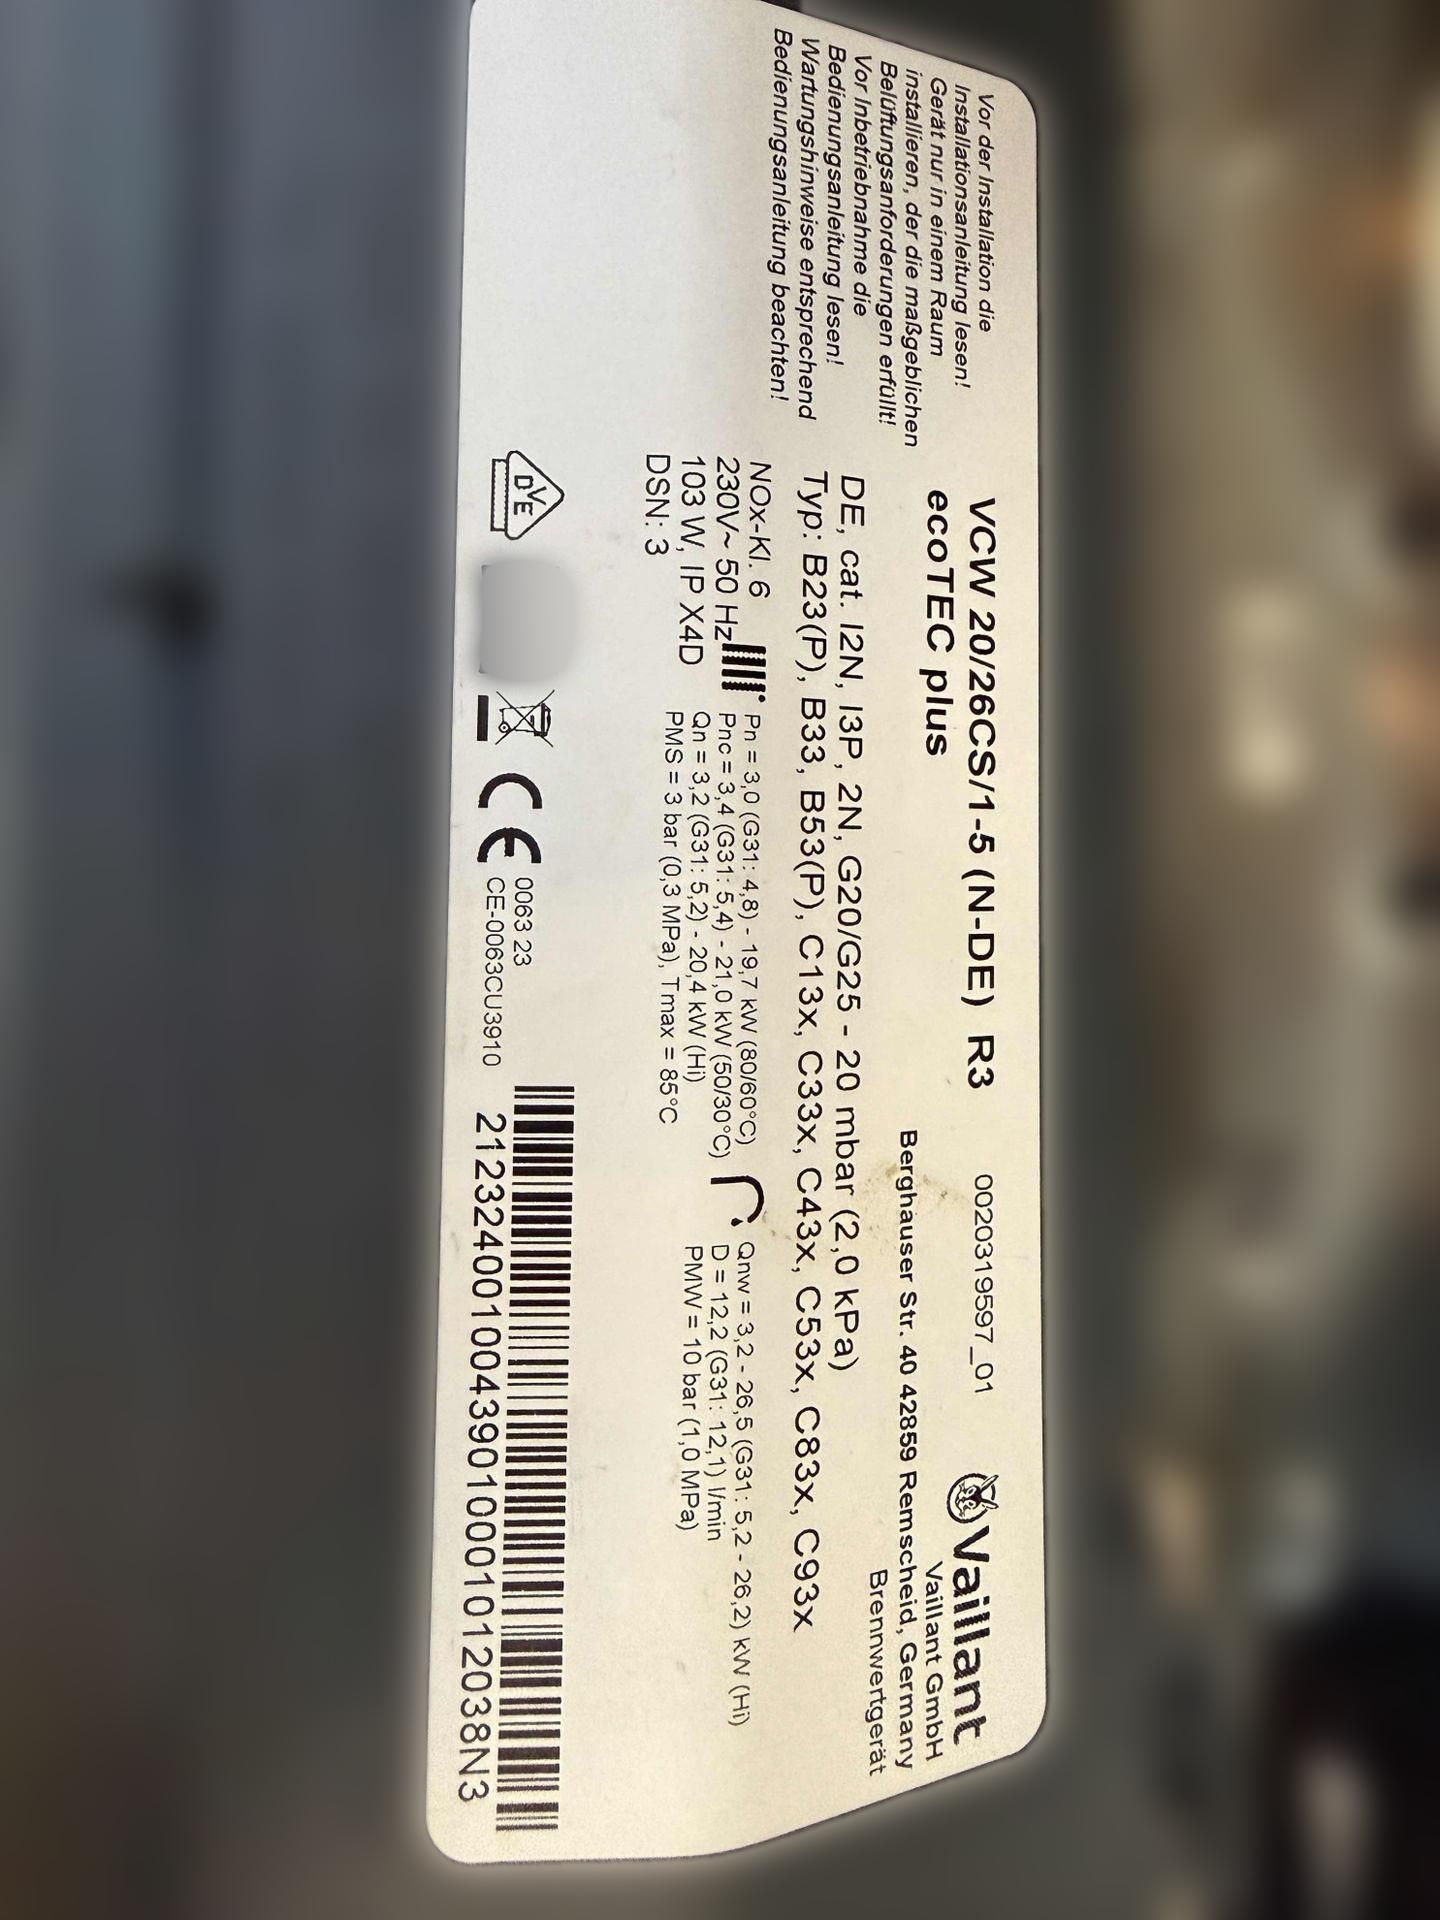 Vor der Installation die
Installationsanleitung lesen!
Gerät nur in einem Raum
installieren, der die maßgeblichen
Belüftungsanforderungen erfüllt!
Vor Inbetriebnahme die
Bedienungsanleitung lesen!
Wartungshinweise entsprechend
Bedienungsanleitung beachten!
VCW 20/26CS/1-5 (N-DE) R3
ecoTEC plus
0020319597_01
Vaillant
Vaillant GmbH
Berghauser Str. 40 42859 Remscheid, Germany
Brennwertgerät
DE, cat. I2N, I3P, 2N, G20/G25 - 20 mbar (2,0 kPa)
Typ: B23(P), B33, B53(P), C13x, C33x, C43x, C53x, C83x, C93x
NOx-Kl. 6
230V~ 50 Hz
103 W, IP X4D
DSN: 3
Pn = 3,0 (G31: 4,8) - 19,7 kW (80/60°C)
Pnc = 3,4 (G31: 5,4) - 21,0 kW (50/30°C)
Qn = 3,2 (G31: 5,2) - 20,4 kW (Hi)
PMS = 3 bar (0,3 MPa), Tmax = 85°C
Qnw = 3,2 - 26,5 (G31: 5,2 - 26,2) kW (Hi)
D = 12,2 (G31: 12,1) l/min
PMW = 10 bar (1,0 MPa)
DVE
CE
0063 23
CE-0063CU3910
21232400100439010001012038N3